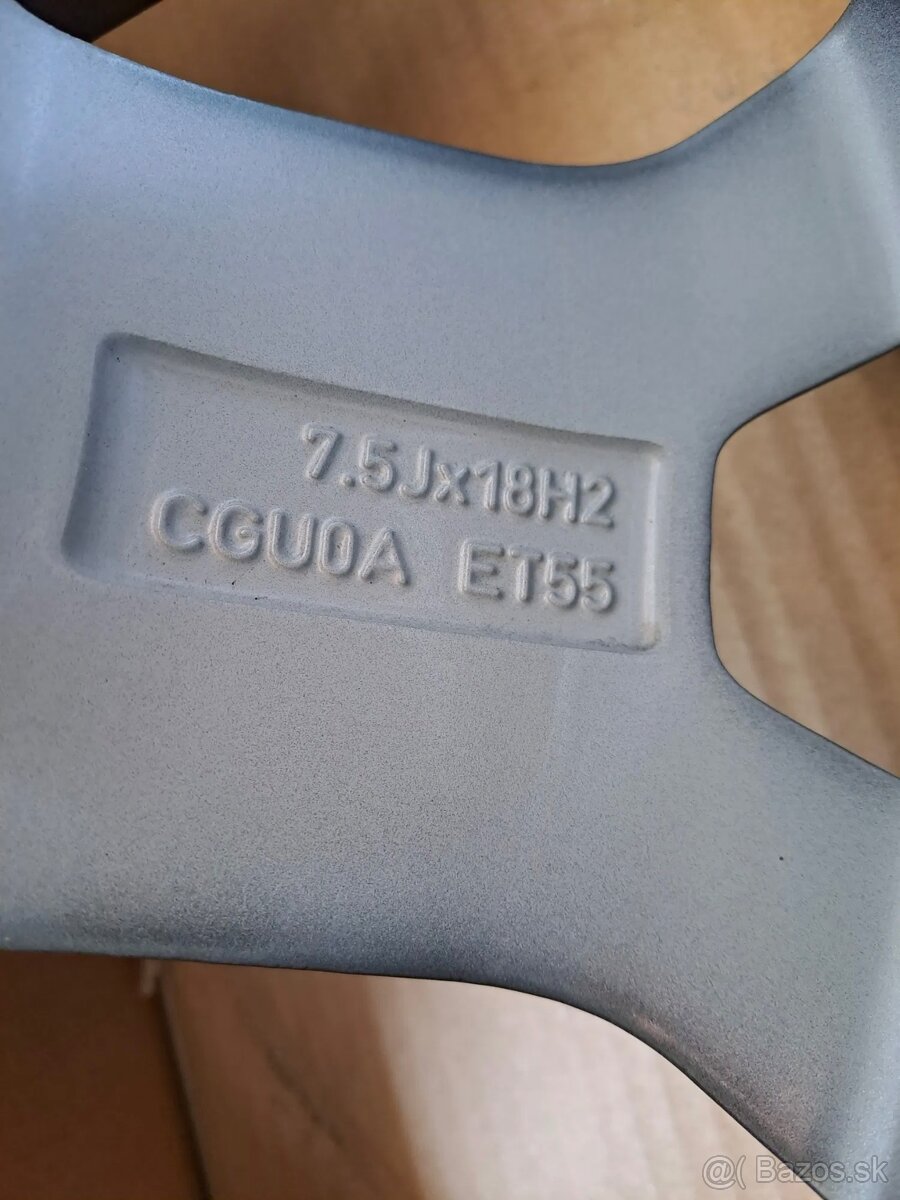 7.5Jx18H2
CGU0A ET55
@( Bazos.sk